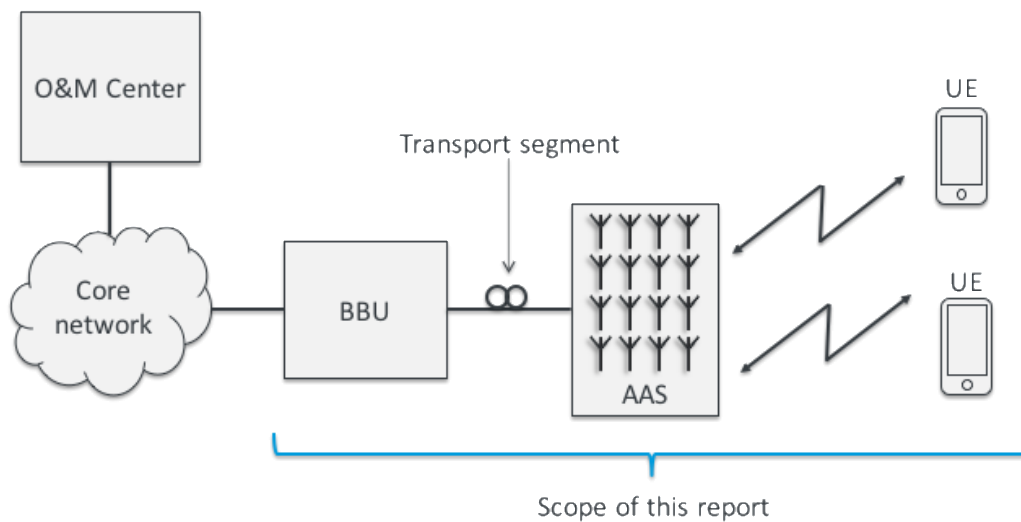 O&M Center
UE
Transport segment
Core
network
BBU
AAS
UE
Scope of this report